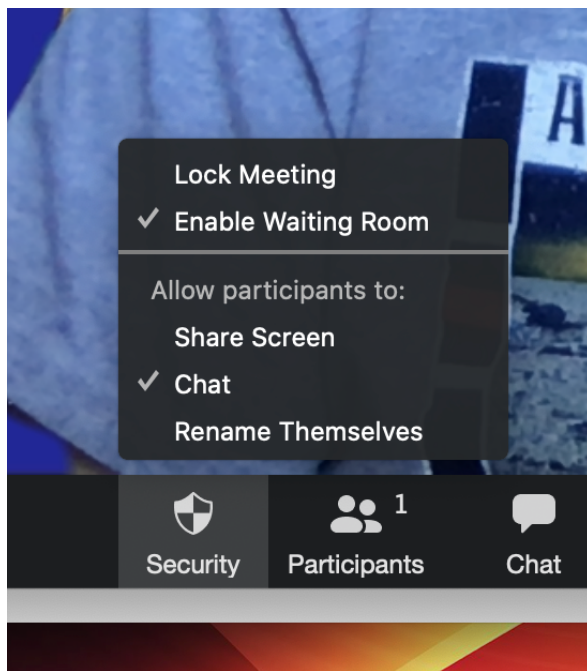 A
Lock Meeting
Enable Waiting Room
Allow participants to:
Share Screen
Chat
Rename Themselves
1
Security
Participants
Chat